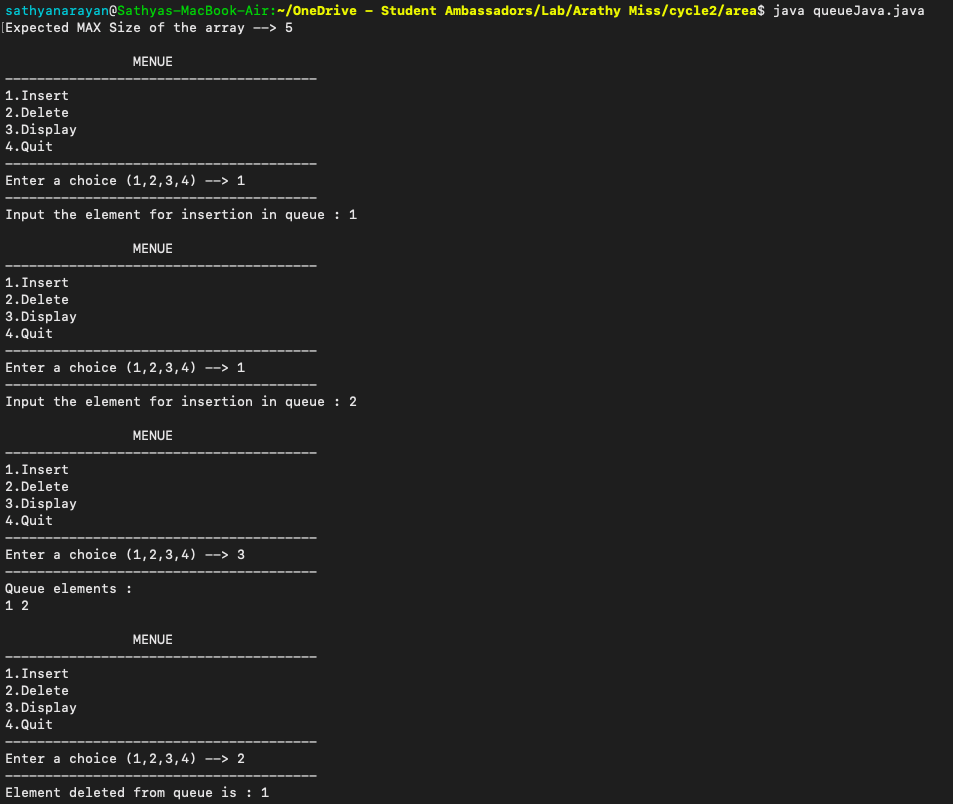 sathyanarayan@Sathyas-MacBook-Air:~/OneDrive - Student Ambassadors/Lab/Arathy Miss/cycle2/area$ java queueJava.java
[Expected MAX Size of the array --> 5
MENUE
---------------------------------------
1.Insert
2.Delete
3.Display
4.Quit
---------------------------------------
Enter a choice (1,2,3,4) --> 1
---------------------------------------
Input the element for insertion in queue : 1
MENUE
---------------------------------------
1.Insert
2.Delete
3.Display
4.Quit
---------------------------------------
Enter a choice (1,2,3,4) --> 1
---------------------------------------
Input the element for insertion in queue : 2
MENUE
---------------------------------------
1.Insert
2.Delete
3.Display
4.Quit
---------------------------------------
Enter a choice (1,2,3,4) --> 3
---------------------------------------
Queue elements :
1 2
MENUE
---------------------------------------
1.Insert
2.Delete
3.Display
4.Quit
---------------------------------------
Enter a choice (1,2,3,4) --> 2
---------------------------------------
Element deleted from queue is : 1